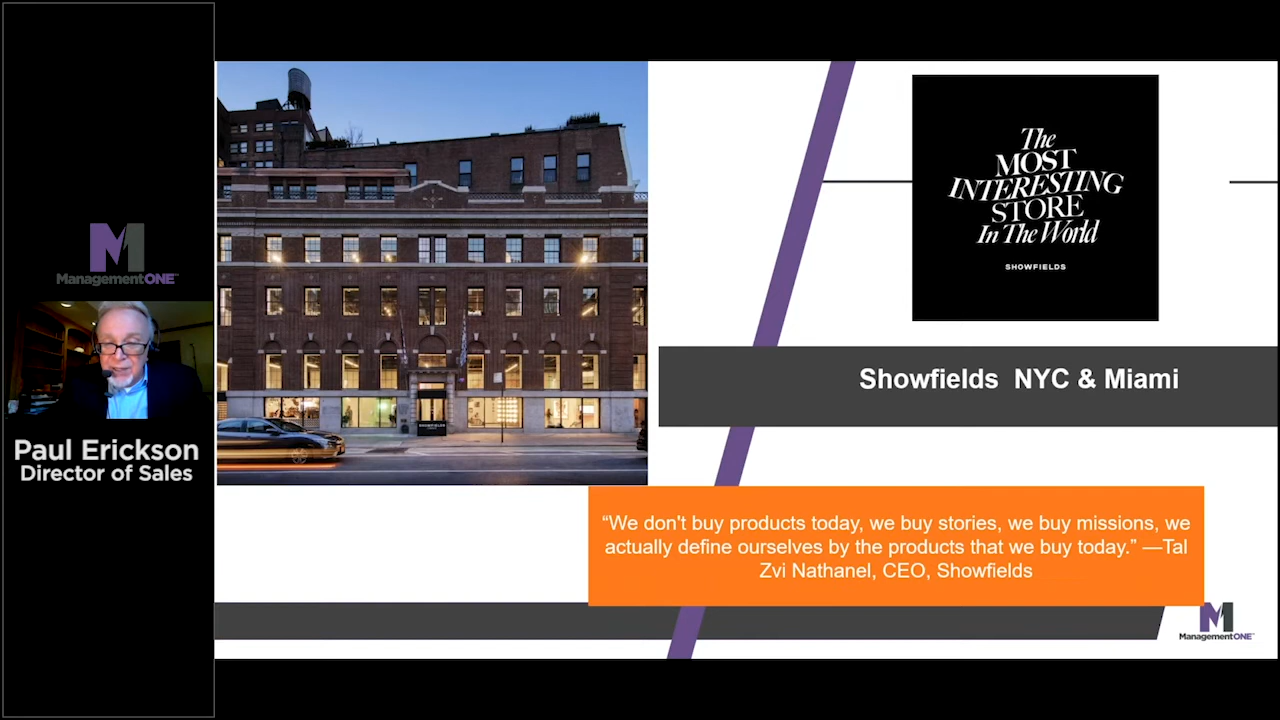 ManagementONE
Paul Erickson
Director of Sales
The
MOST
INTERESTING
STORE
In The World
SHOWFIELDS
Showfields NYC & Miami
“We don't buy products today, we buy stories, we buy missions, we
actually define ourselves by the products that we buy today.” —Tal
Zvi Nathanel, CEO, Showfields
ManagementONE